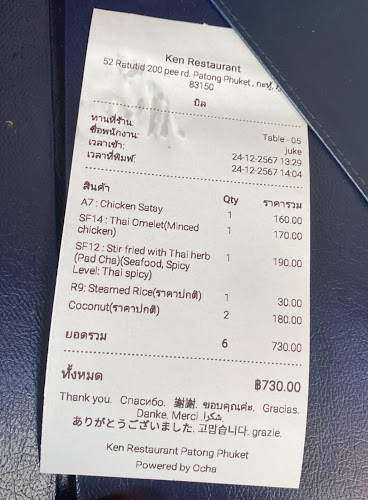 Ken Restaurant
52 Ratutid 200 pee rd. Patong Phuket , กะทู้,
83150
บิล
ทานที่ร้าน: Table - 05
ชื่อพนักงาน: juke
เวลาเข้า: 24-12-2567 13:29
เวลาที่พิมพ์: 24-12-2567 14:04
สินค้า Qty ราคารวม
A7 : Chicken Satay 1 160.00
SF14 : Thai Omelet(Minced 1 170.00
chicken)
SF12 : Stir fried with Thai herb 1 190.00
(Pad Cha)(Seafood, Spicy
Level: Thai spicy)
R9: Steamed Rice(ราคาปกติ) 1 30.00
Coconut(ราคาปกติ) 2 180.00
ยอดรวม 6 730.00
ทั้งหมด ฿730.00
Thank you. Спасибо. 謝謝. ขอบคุณค่ะ. Gracias.
Danke. Merci .شكرا
ありがとうございました. 고맙습니다. grazie.
Ken Restaurant Patong Phuket
Powered by Ocha